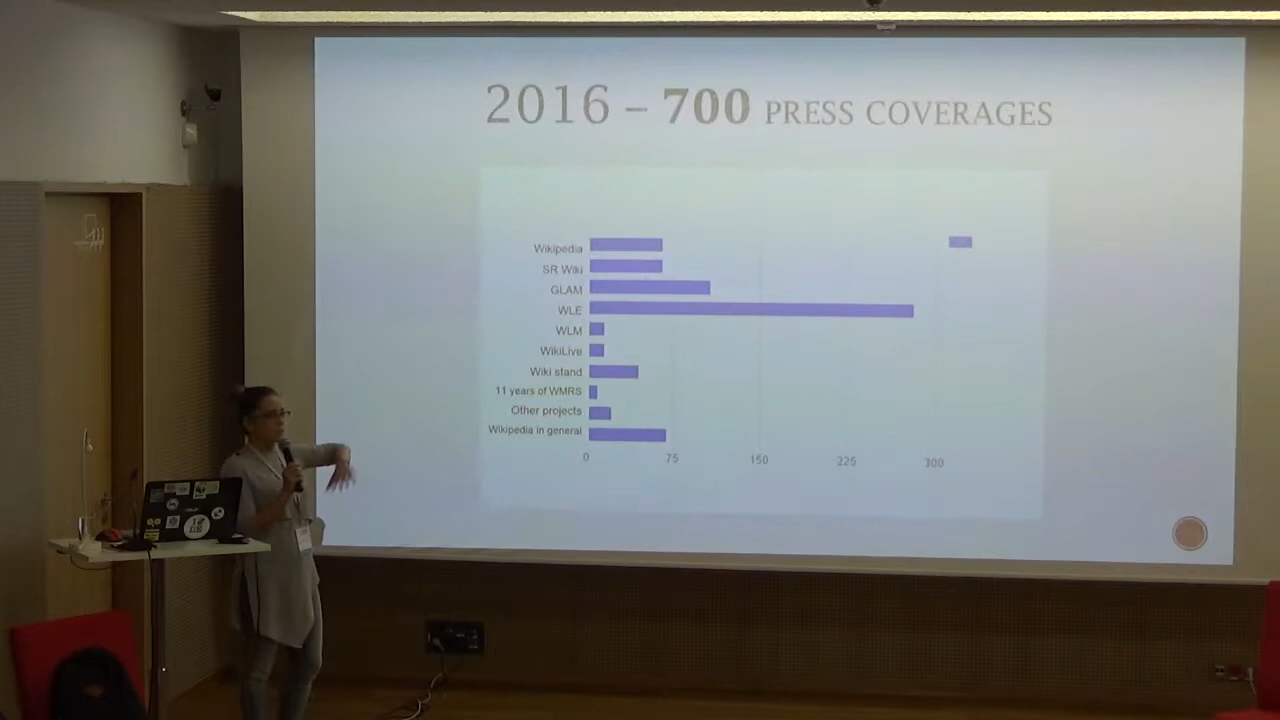 2016 – 700 PRESS COVERAGES
Wikipedia
SR Wiki
GLAM
WLE
WLM
WikiLive
Wiki stand
11 years of WMRS
Other projects
Wikipedia in general
0 75 150 225 300